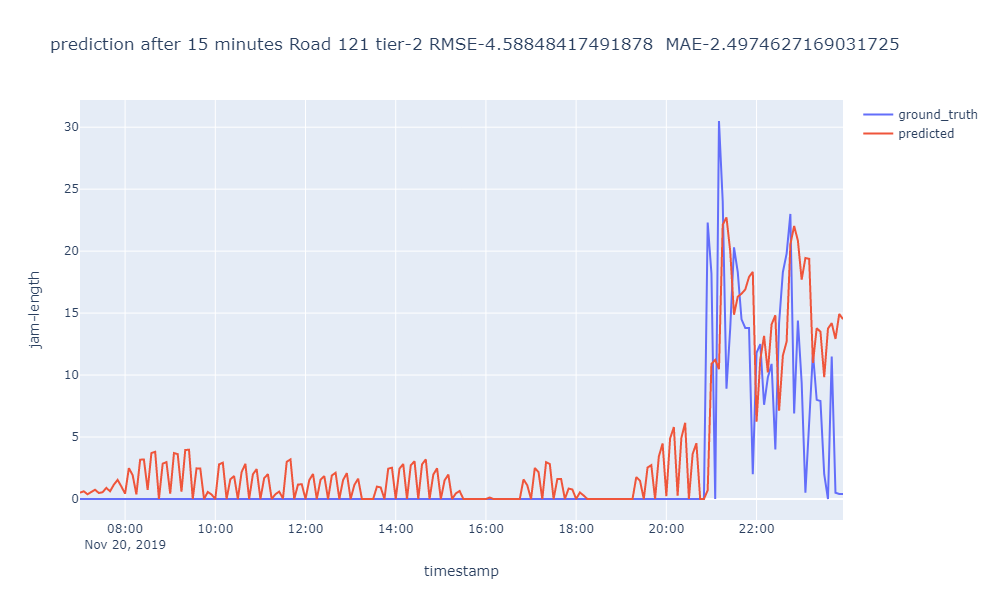 prediction after 15 minutes Road 121 tier-2 RMSE-4.58848417491878  MAE-2.4974627169031725
ground_truth
predicted
30
25
20
15
10
5
0
jam-length
08:00 10:00 12:00 14:00 16:00 18:00 20:00 22:00
Nov 20, 2019
timestamp